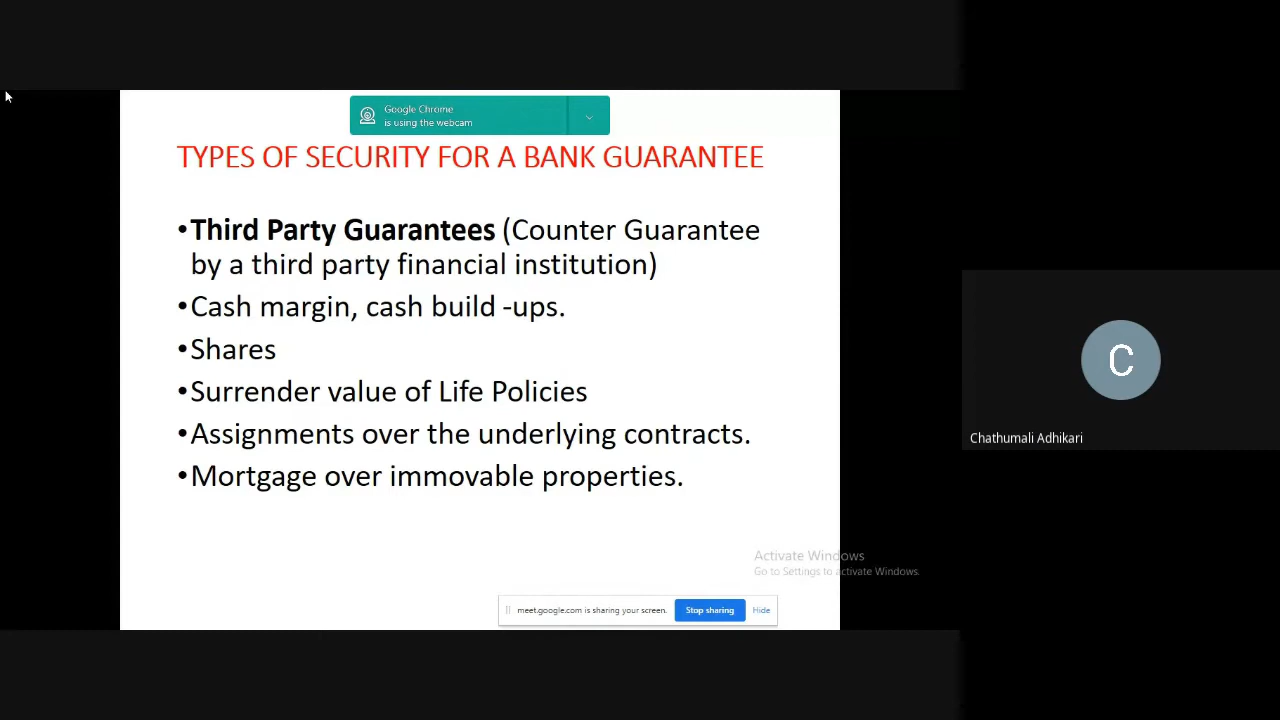 Google Chrome
is using the webcam
TYPES OF SECURITY FOR A BANK GUARANTEE
•Third Party Guarantees (Counter Guarantee
by a third party financial institution)
•Cash margin, cash build -ups.
•Shares
•Surrender value of Life Policies
•Assignments over the underlying contracts.
•Mortgage over immovable properties.
C
Chathumali Adhikari
Activate Windows
Go to Settings to activate Windows.
meet.google.com is sharing your screen. Stop sharing Hide